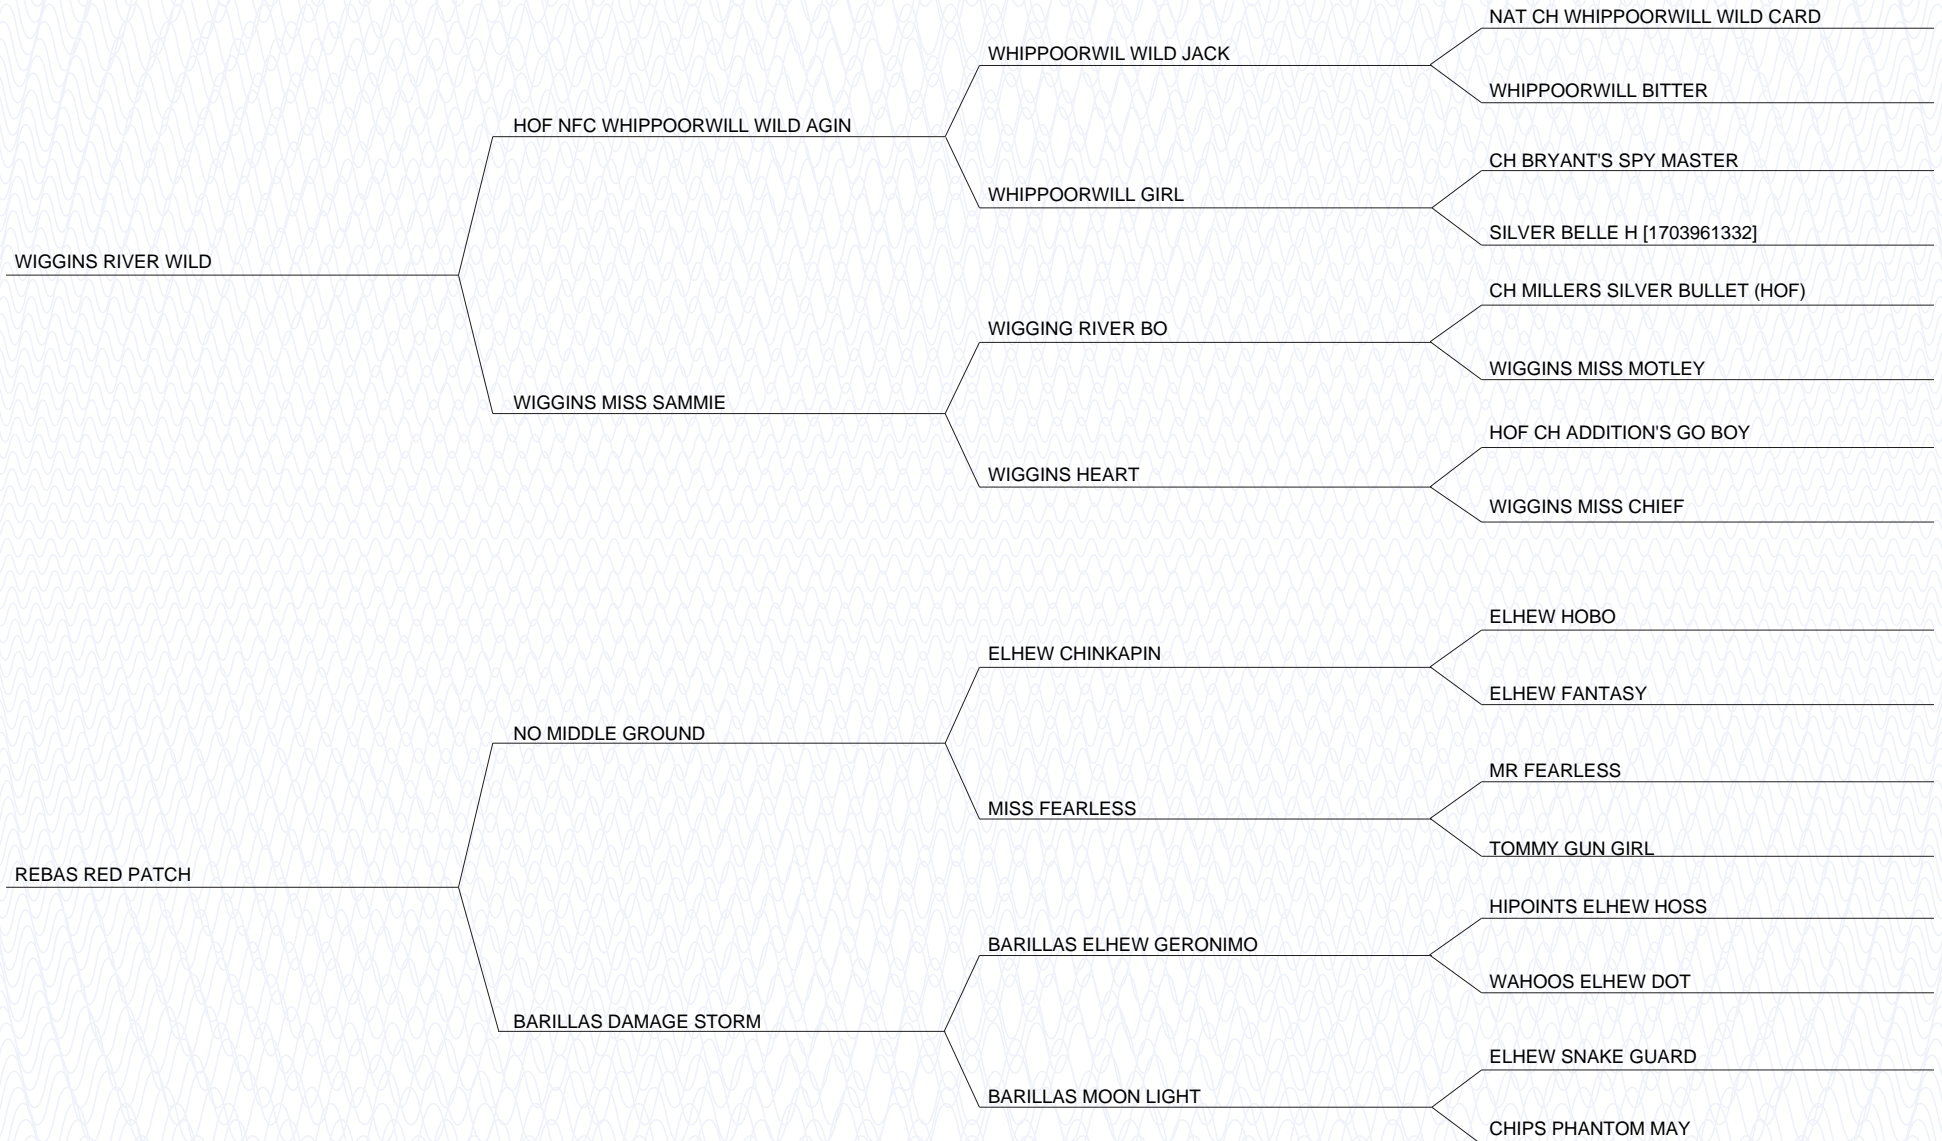 NAT CH WHIPPOORWILL WILD CARD
WHIPPOORWIL WILD JACK
WHIPPOORWILL BITTER
HOF NFC WHIPPOORWILL WILD AGIN
CH BRYANT'S SPY MASTER
WHIPPOORWILL GIRL
SILVER BELLE H [1703961332]
WIGGINS RIVER WILD
CH MILLERS SILVER BULLET (HOF)
WIGGING RIVER BO
WIGGINS MISS MOTLEY
WIGGINS MISS SAMMIE
HOF CH ADDITION'S GO BOY
WIGGINS HEART
WIGGINS MISS CHIEF
ELHEW HOBO
ELHEW CHINKAPIN
ELHEW FANTASY
NO MIDDLE GROUND
MR FEARLESS
MISS FEARLESS
TOMMY GUN GIRL
REBAS RED PATCH
HIPOINTS ELHEW HOSS
BARILLAS ELHEW GERONIMO
WAHOOS ELHEW DOT
BARILLAS DAMAGE STORM
ELHEW SNAKE GUARD
BARILLAS MOON LIGHT
CHIPS PHANTOM MAY